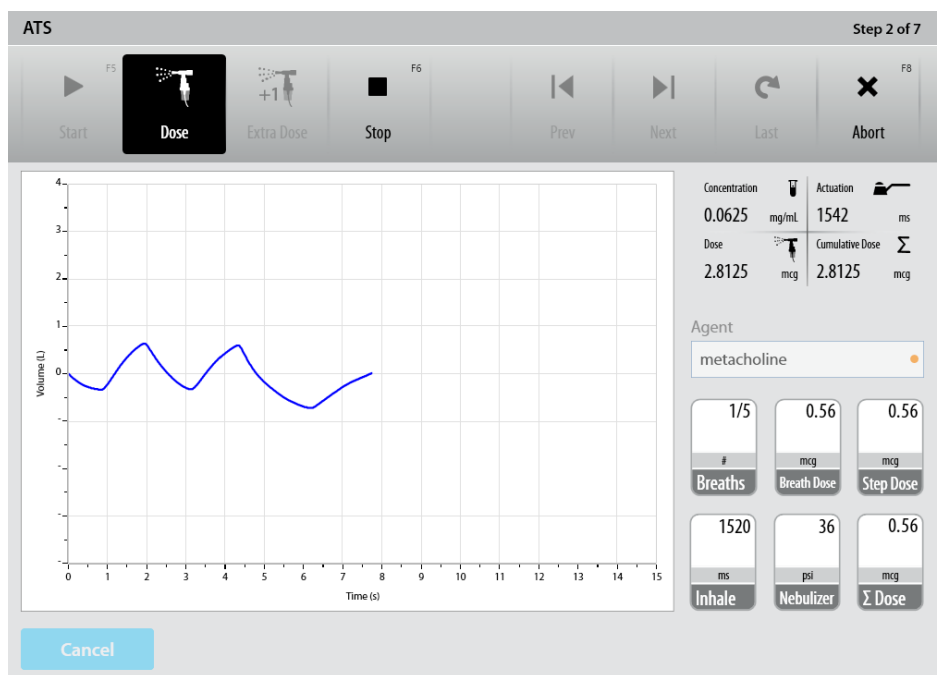 ATS
Step 2 of 7
F5
F6
F8
+1
Start
Dose
Extra Dose
Stop
Prev
Next
Last
Abort
4
3
2
1
0
-
-
-
-
Volume (L)
0 1 2 3 4 5 6 7 8 9 10 11 12 13 14 15
Time (s)
Concentration
0.0625 mg/mL
Actuation
1542 ms
Dose
2.8125 mcg
Cumulative Dose Σ
2.8125 mcg
Agent
metacholine
1/5
#
Breaths
0.56
mcg
Breath Dose
0.56
mcg
Step Dose
1520
ms
Inhale
36
psi
Nebulizer
0.56
mcg
Σ Dose
Cancel